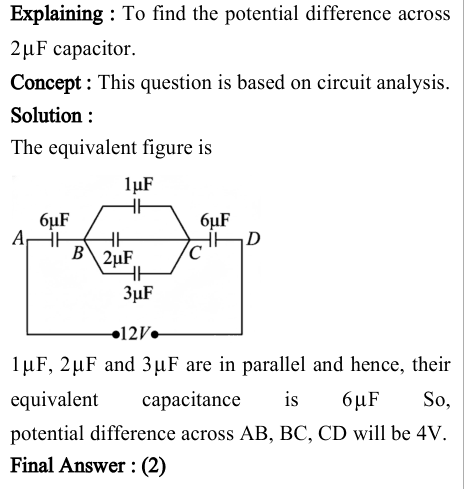 Explaining : To find the potential difference across
2μF capacitor.
Concept : This question is based on circuit analysis.
Solution :
The equivalent figure is
1μF
6μF
6μF
A
D
B
2μF
C
3μF
12V
1μF, 2μF and 3μF are in parallel and hence, their
equivalent capacitance is 6μF So,
potential difference across AB, BC, CD will be 4V.
Final Answer : (2)